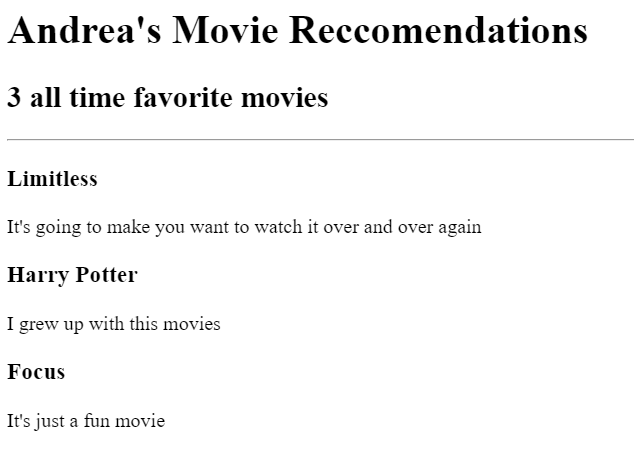 Andrea's Movie Reccomendations
3 all time favorite movies
Limitless
It's going to make you want to watch it over and over again
Harry Potter
I grew up with this movies
Focus
It's just a fun movie